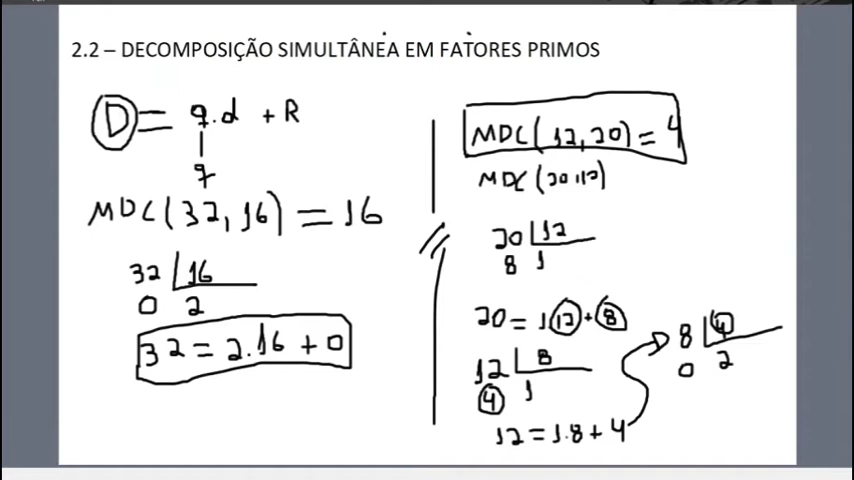 2.2 – DECOMPOSIÇÃO SIMULTÂNEA EM FATORES PRIMOS
D = q.d + R
q
MDC(32,16) = 16
32 16
0 2
32 = 2.16 + 0
MDC(12,20) = 4
MDC(20,12)
20 12
8 1
20 = 1 12 + 8
12 8
4 1
12 = 1.8 + 4
8 4
0 2